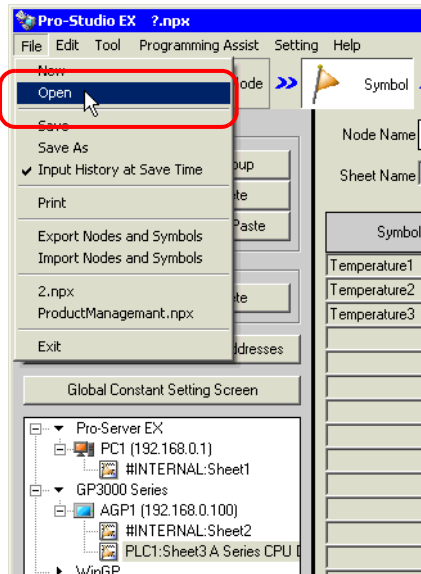 Pro-Studio EX ?.npx
File Edit Tool Programming Assist Setting Help
New
Open
Save
Save As
Input History at Save Time
Print
Export Nodes and Symbols
Import Nodes and Symbols
2.npx
ProductManagemant.npx
Exit
ode
Symbol
Node Name
Sheet Name
oup
te
Paste
te
ddresses
Symbol
Temperature1
Temperature2
Temperature3
Global Constant Setting Screen
Pro-Server EX
PC1 (192.168.0.1)
#INTERNAL:Sheet1
GP3000 Series
AGP1 (192.168.0.100)
#INTERNAL:Sheet2
PLC1:Sheet3 A Series CPU
WinGP